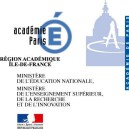 académie
Paris
RÉGION ACADÉMIQUE
ÎLE-DE-FRANCE
MINISTÈRE
DE L'ÉDUCATION NATIONALE,
MINISTÈRE
DE L'ENSEIGNEMENT SUPÉRIEUR,
DE LA RECHERCHE
ET DE L'INNOVATION